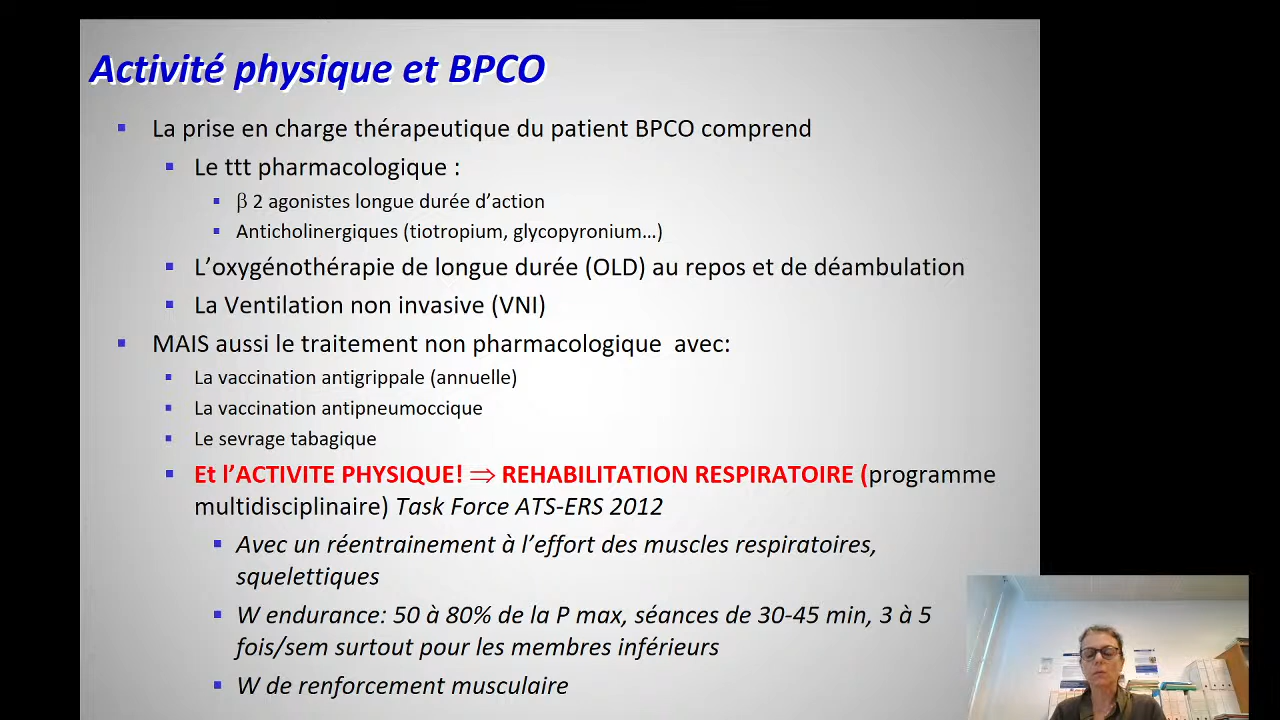 Activité physique et BPCO
La prise en charge thérapeutique du patient BPCO comprend
Le ttt pharmacologique :
β 2 agonistes longue durée d’action
Anticholinergiques (tiotropium, glycopyronium…)
L’oxygénothérapie de longue durée (OLD) au repos et de déambulation
La Ventilation non invasive (VNI)
MAIS aussi le traitement non pharmacologique avec:
La vaccination antigrippale (annuelle)
La vaccination antipneumoccique
Le sevrage tabagique
Et l’ACTIVITE PHYSIQUE! ⇒ REHABILITATION RESPIRATOIRE (programme
multidisciplinaire) Task Force ATS-ERS 2012
Avec un réentrainement à l’effort des muscles respiratoires,
squelettiques
W endurance: 50 à 80% de la P max, séances de 30-45 min, 3 à 5
fois/sem surtout pour les membres inférieurs
W de renforcement musculaire